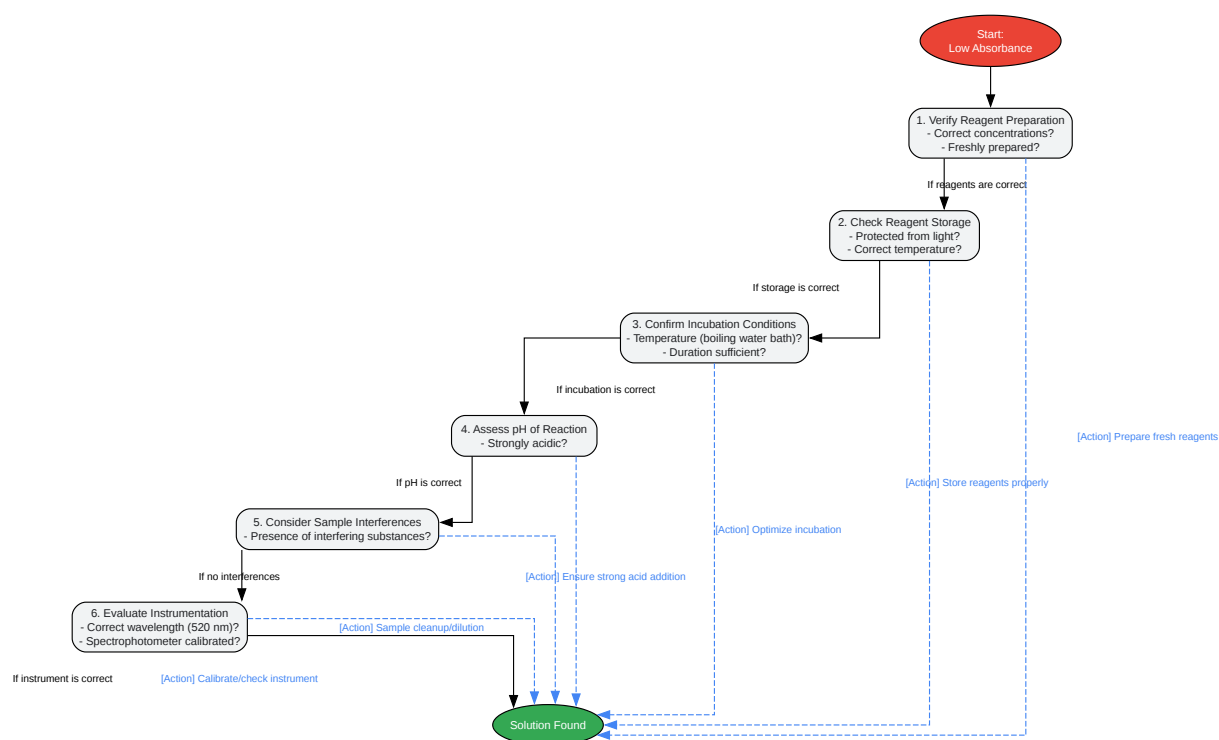 Start:
Low Absorbance
1. Verify Reagent Preparation
- Correct concentrations?
- Freshly prepared?
If reagents are correct
2. Check Reagent Storage
- Protected from light?
- Correct temperature?
If storage is correct
3. Confirm Incubation Conditions
- Temperature (boiling water bath)?
- Duration sufficient?
If incubation is correct
4. Assess pH of Reaction
- Strongly acidic?
[Action] Prepare fresh reagents
If pH is correct
[Action] Store reagents properly
5. Consider Sample Interferences
- Presence of interfering substances?
[Action] Optimize incubation
If no interferences
[Action] Ensure strong acid addition
6. Evaluate Instrumentation
- Correct wavelength (520 nm)?
- Spectrophotometer calibrated?
[Action] Sample cleanup/dilution
If instrument is correct
[Action] Calibrate/check instrument
Solution Found